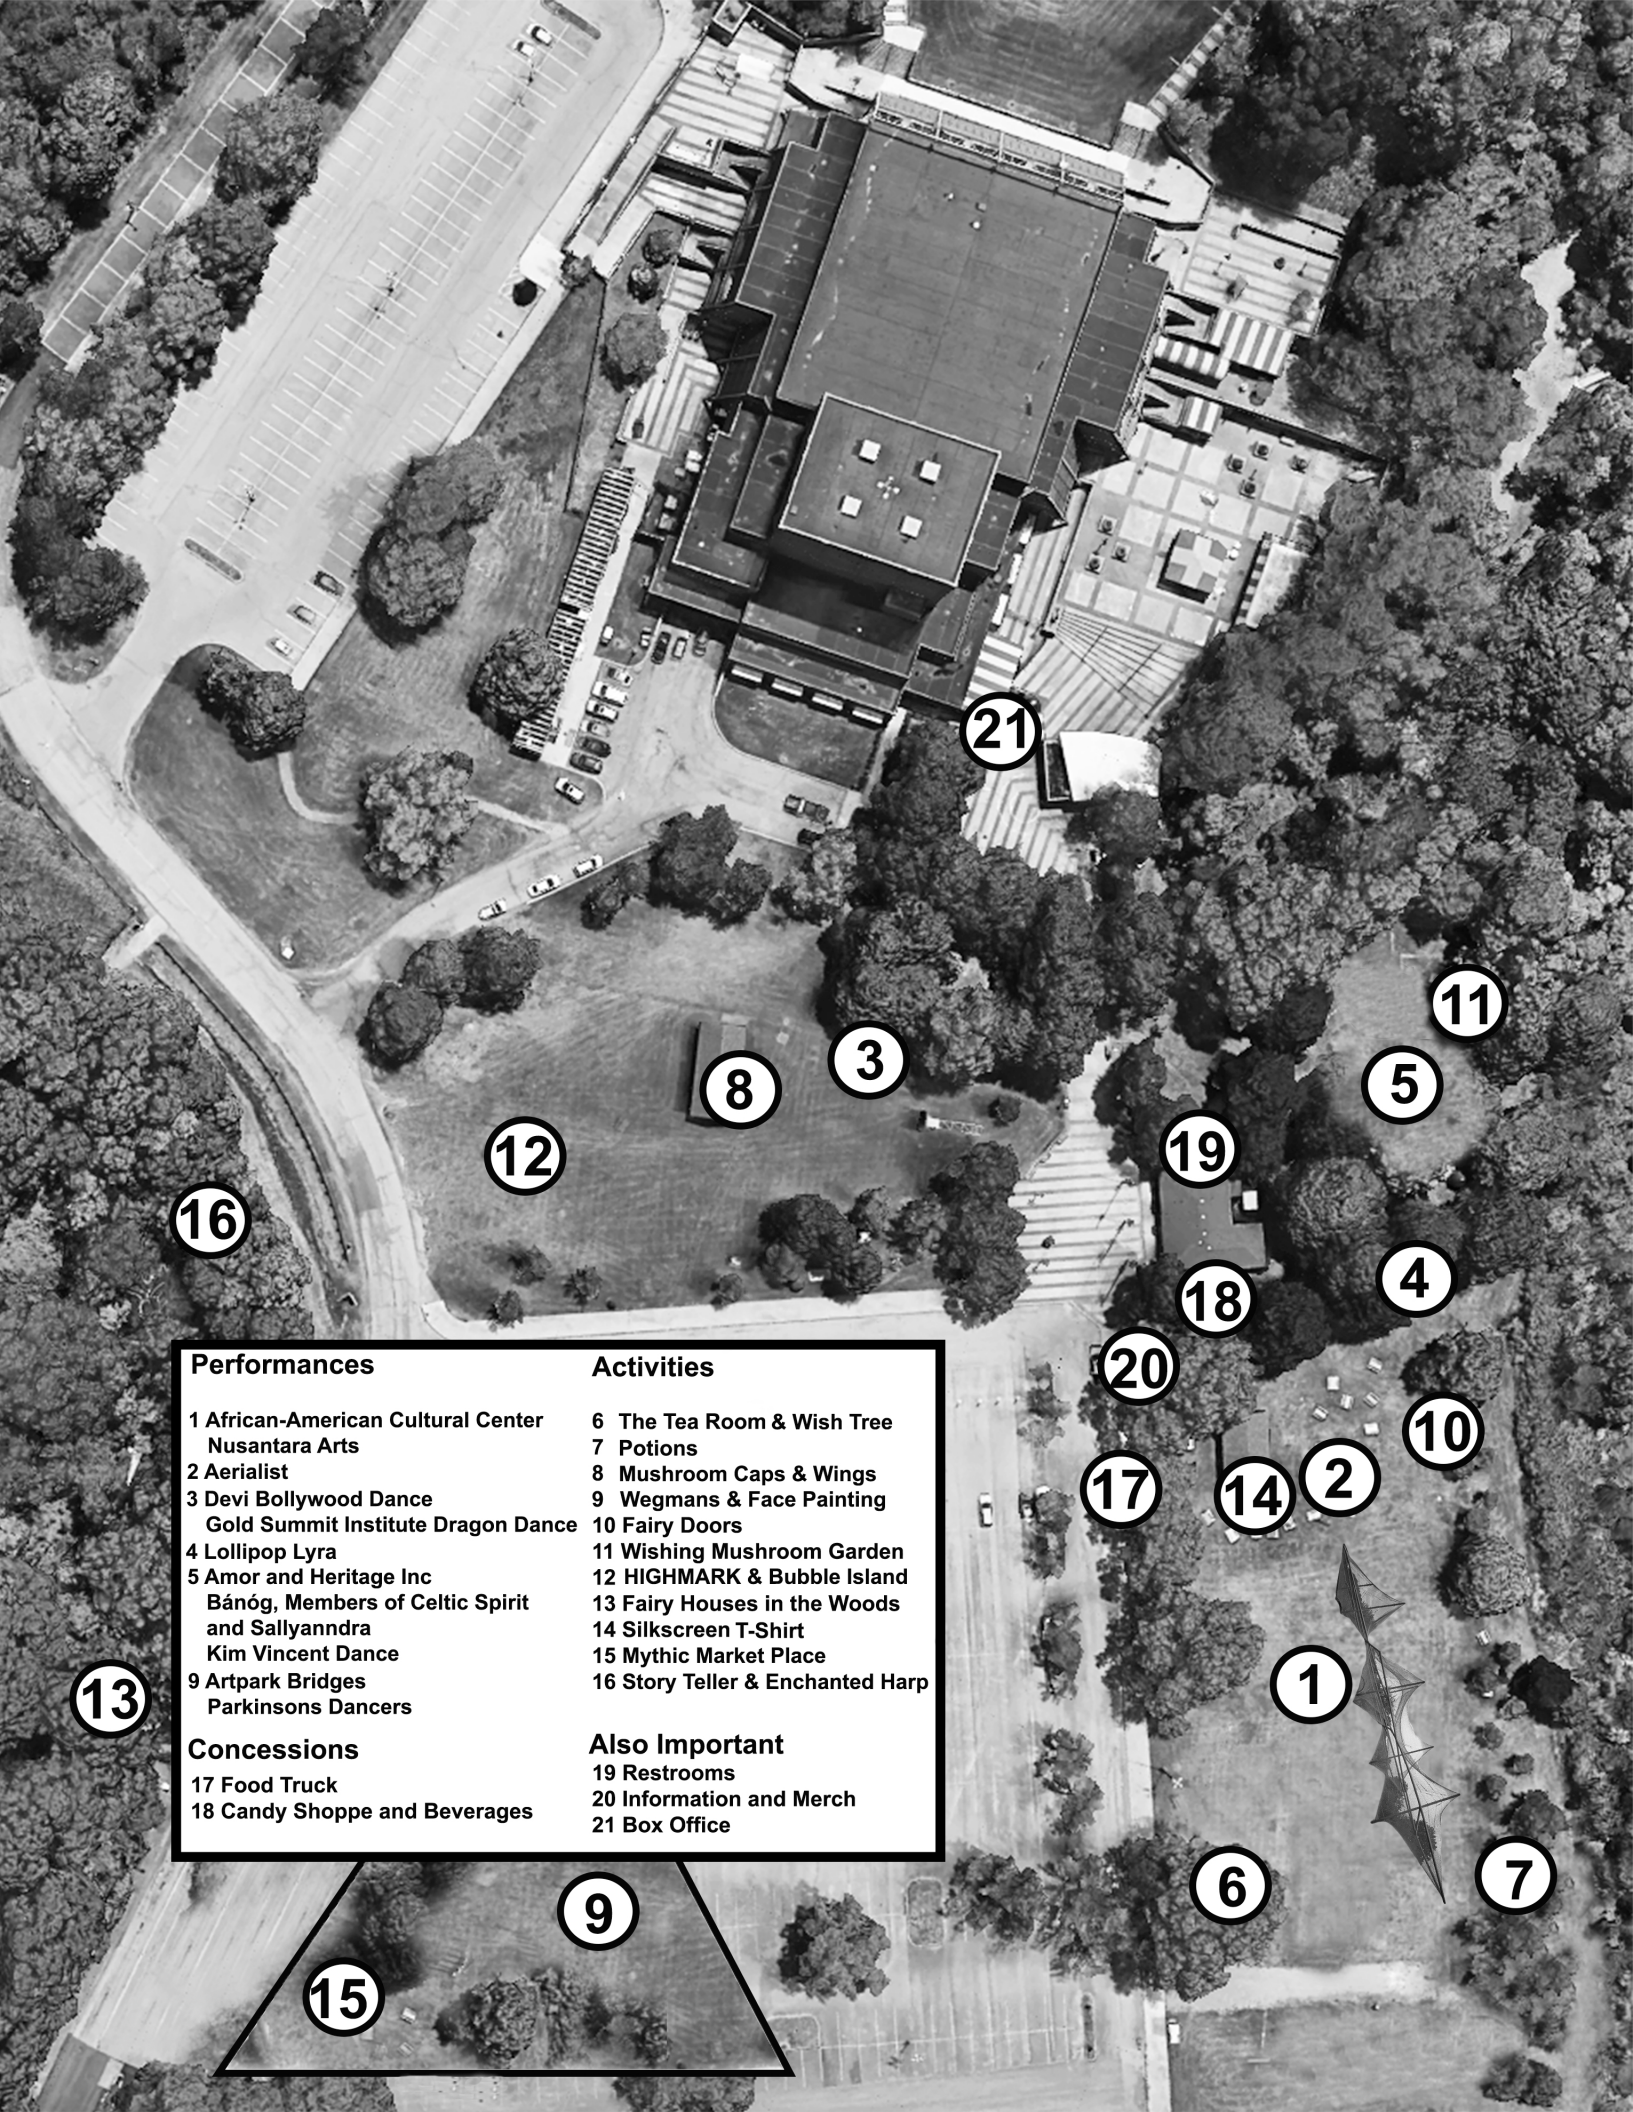 21
11
3
5
8
19
12
16
4
18
20
10
2
17
14
1
13
6
7
9
15
Performances
1 African-American Cultural Center
Nusantara Arts
2 Aerialist
3 Devi Bollywood Dance
Gold Summit Institute Dragon Dance
4 Lollipop Lyra
5 Amor and Heritage Inc
Bánóg, Members of Celtic Spirit
and Sallyanndra
Kim Vincent Dance
9 Artpark Bridges
Parkinsons Dancers
Concessions
17 Food Truck
18 Candy Shoppe and Beverages
Activities
6 The Tea Room & Wish Tree
7 Potions
8 Mushroom Caps & Wings
9 Wegmans & Face Painting
10 Fairy Doors
11 Wishing Mushroom Garden
12 HIGHMARK & Bubble Island
13 Fairy Houses in the Woods
14 Silkscreen T-Shirt
15 Mythic Market Place
16 Story Teller & Enchanted Harp
Also Important
19 Restrooms
20 Information and Merch
21 Box Office